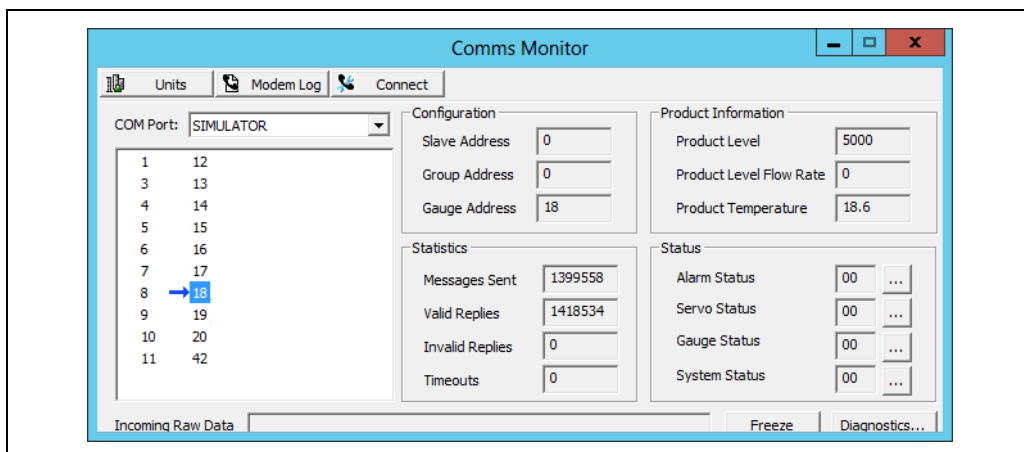 Comms Monitor
Units Modem Log Connect
COM Port: SIMULATOR
1 12
3 13
4 14
5 15
6 16
7 17
8 18
9 19
10 20
11 42
Configuration
Slave Address 0
Group Address 0
Gauge Address 18
Product Information
Product Level 5000
Product Level Flow Rate 0
Product Temperature 18.6
Statistics
Messages Sent 1399558
Valid Replies 1418534
Invalid Replies 0
Timeouts 0
Status
Alarm Status 00 ...
Servo Status 00 ...
Gauge Status 00 ...
System Status 00 ...
Incoming Raw Data Freeze Diagnostics...